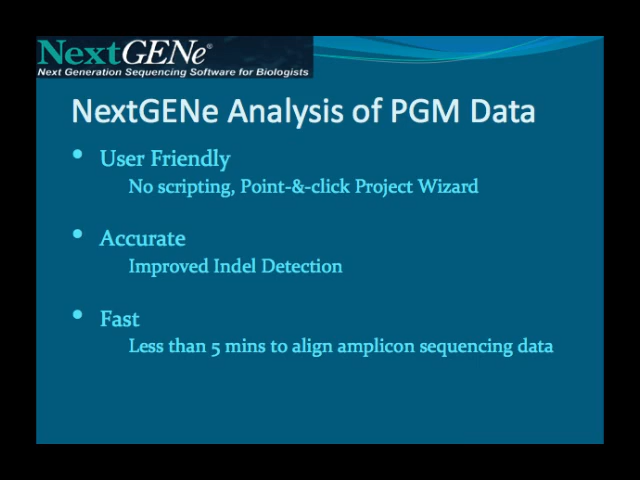 NextGENe®
Next Generation Sequencing Software for Biologists
NextGENe Analysis of PGM Data
• User Friendly
No scripting, Point-&-click Project Wizard
• Accurate
Improved Indel Detection
• Fast
Less than 5 mins to align amplicon sequencing data